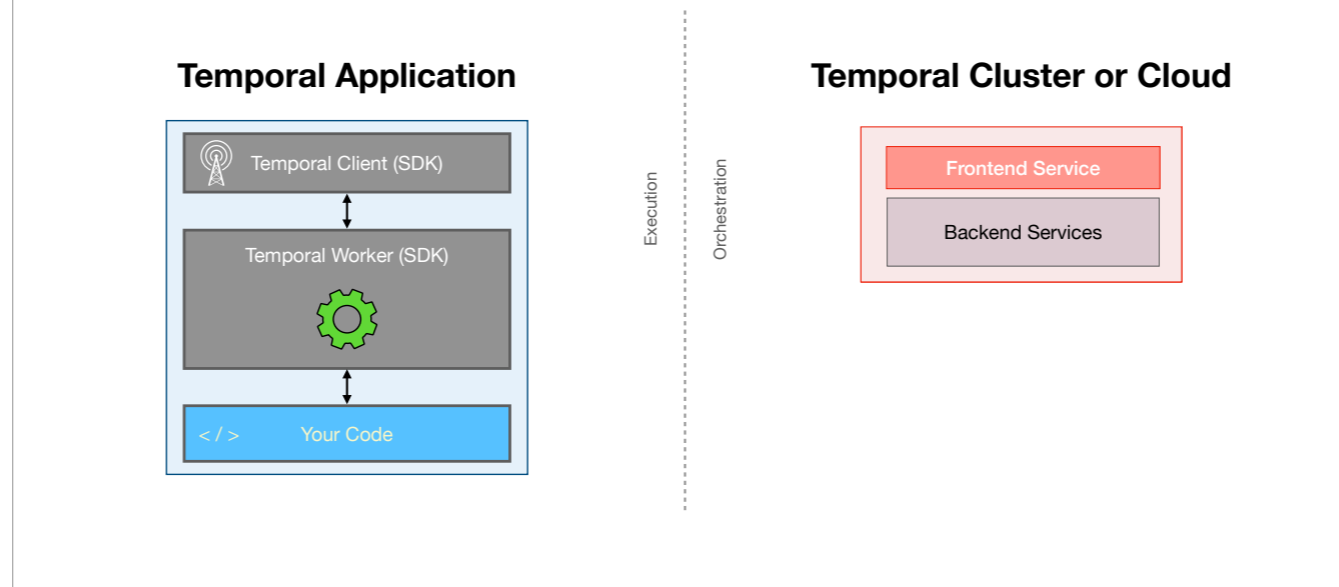 Temporal Application
Temporal Client (SDK)
Temporal Worker (SDK)
< / >
Your Code
Execution
Orchestration
Temporal Cluster or Cloud
Frontend Service
Backend Services